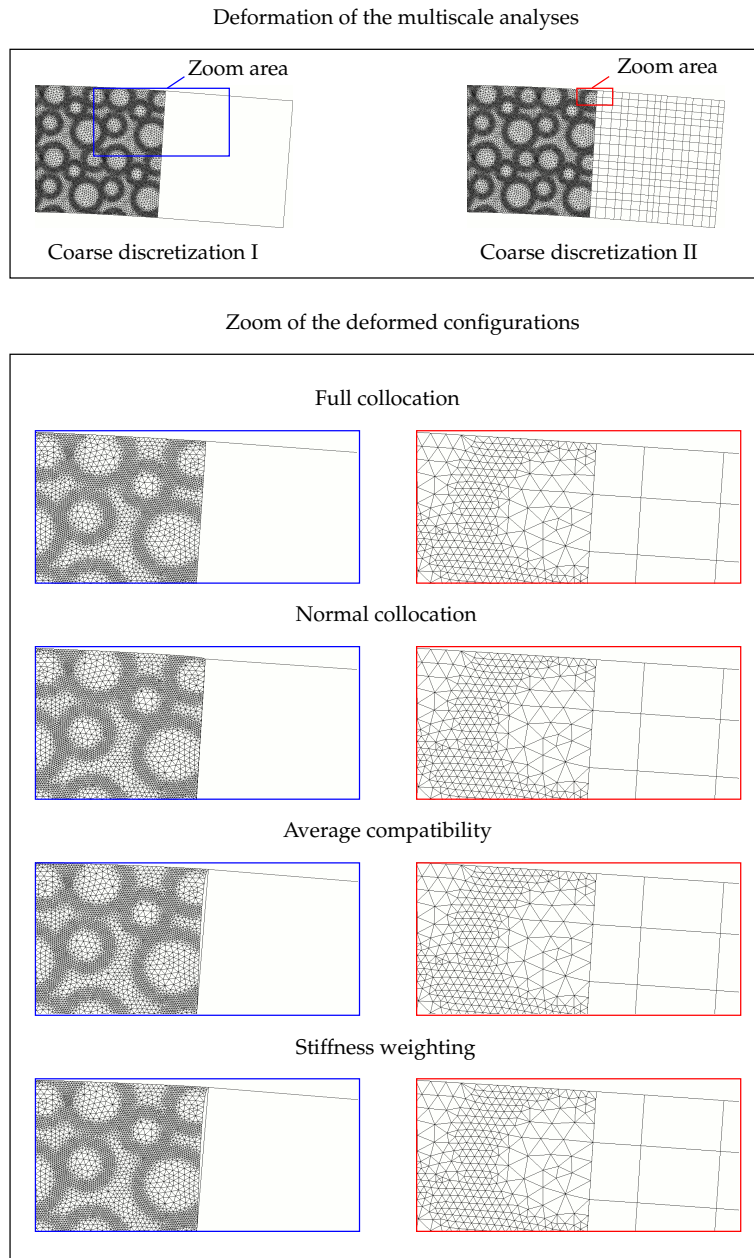 Deformation of the multiscale analyses
Zoom area
Zoom area
Coarse discretization I
Coarse discretization II
Zoom of the deformed configurations
Full collocation
Normal collocation
Average compatibility
Stiffness weighting